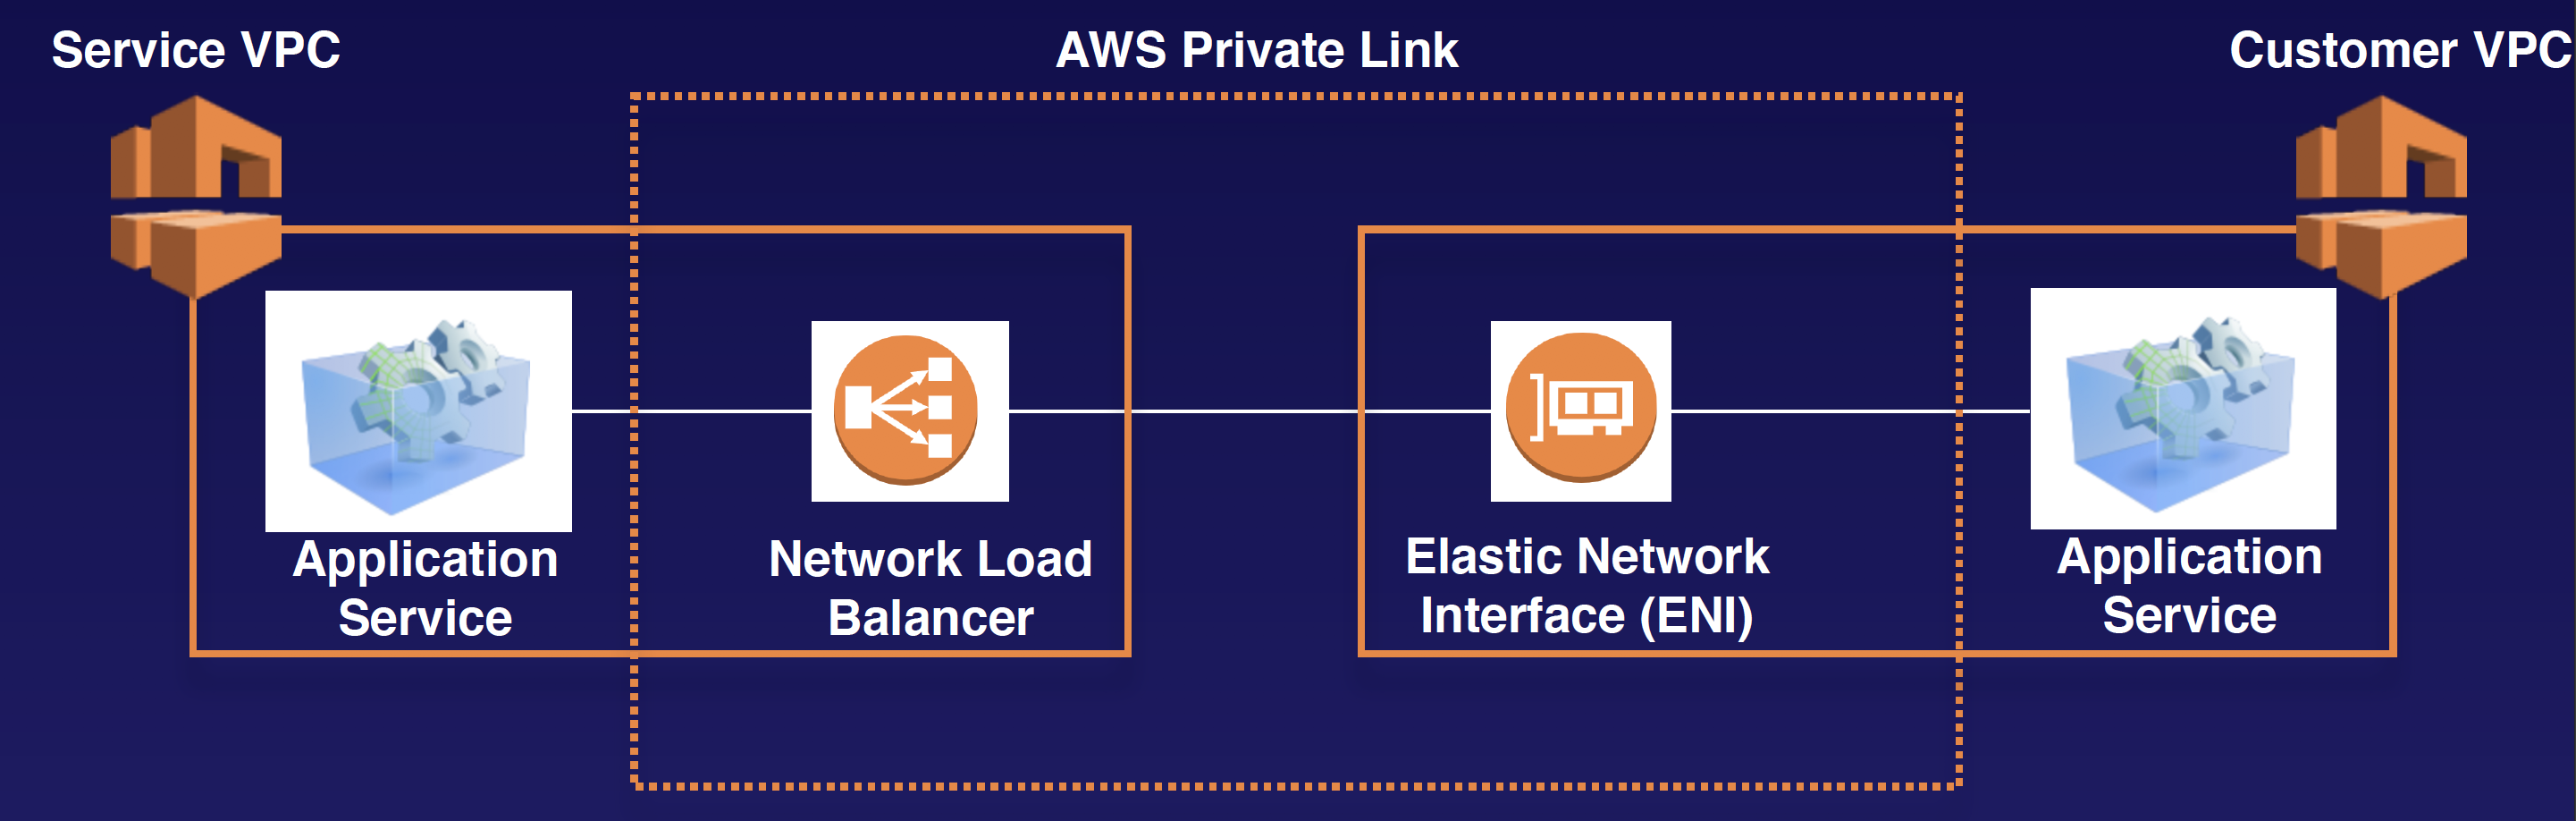 Service VPC
AWS Private Link
Customer VPC
Application
Service
Network Load
Balancer
Elastic Network
Interface (ENI)
Application
Service